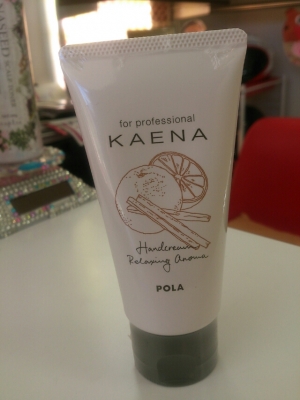 for professional
KAENA
Handcream
Relaxing Aroma
POLA